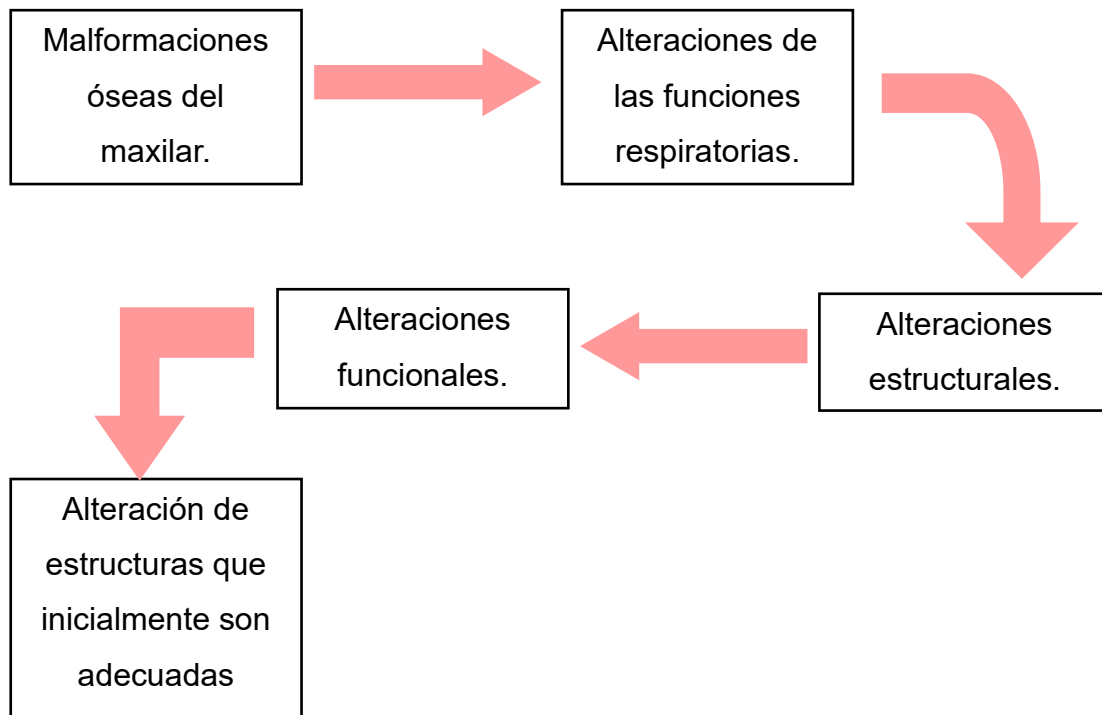 Malformaciones
óseas del
maxilar.
Alteraciones de
las funciones
respiratorias.
Alteraciones
estructurales.
Alteraciones
funcionales.
Alteración de
estructuras que
inicialmente son
adecuadas